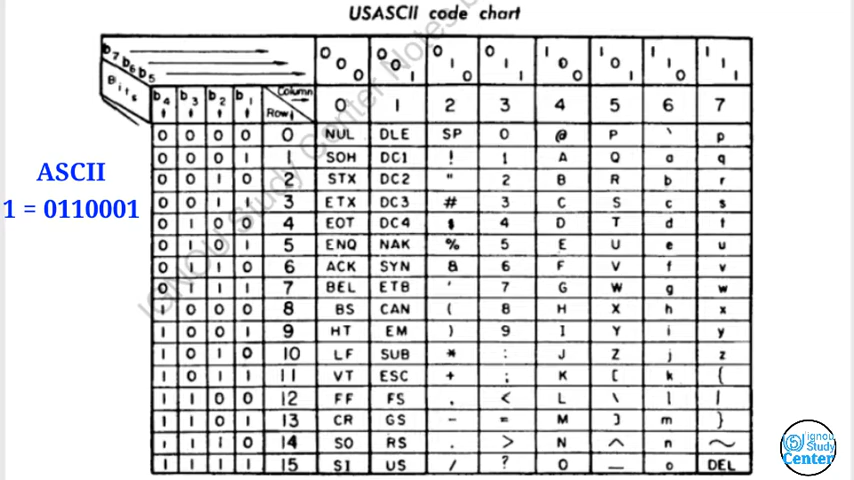 USASCII code chart
b7 b6 b5 0 0 0 0 0 1 0 1 0 0 1 1 1 0 0 1 0 1 1 1 0 1 1 1
Bits b4 b3 b2 b1 Column Row 0 1 2 3 4 5 6 7
0 0 0 0 0 NUL DLE SP 0 @ P ` p
0 0 0 1 1 SOH DC1 ! 1 A Q a q
0 0 1 0 2 STX DC2 " 2 B R b r
0 0 1 1 3 ETX DC3 # 3 C S c s
0 1 0 0 4 EOT DC4 $ 4 D T d t
0 1 0 1 5 ENQ NAK % 5 E U e u
0 1 1 0 6 ACK SYN & 6 F V f v
0 1 1 1 7 BEL ETB ' 7 G W g w
1 0 0 0 8 BS CAN ( 8 H X h x
1 0 0 1 9 HT EM ) 9 I Y i y
1 0 1 0 10 LF SUB * : J Z j z
1 0 1 1 11 VT ESC + ; K [ k {
1 1 0 0 12 FF FS , < L \ l |
1 1 0 1 13 CR GS - = M ] m }
1 1 1 0 14 SO RS . > N ^ n ~
1 1 1 1 15 SI US / ? O _ o DEL
ASCII
1 = 0110001
IGNOU Study Center Notes
ignou
Study
Center